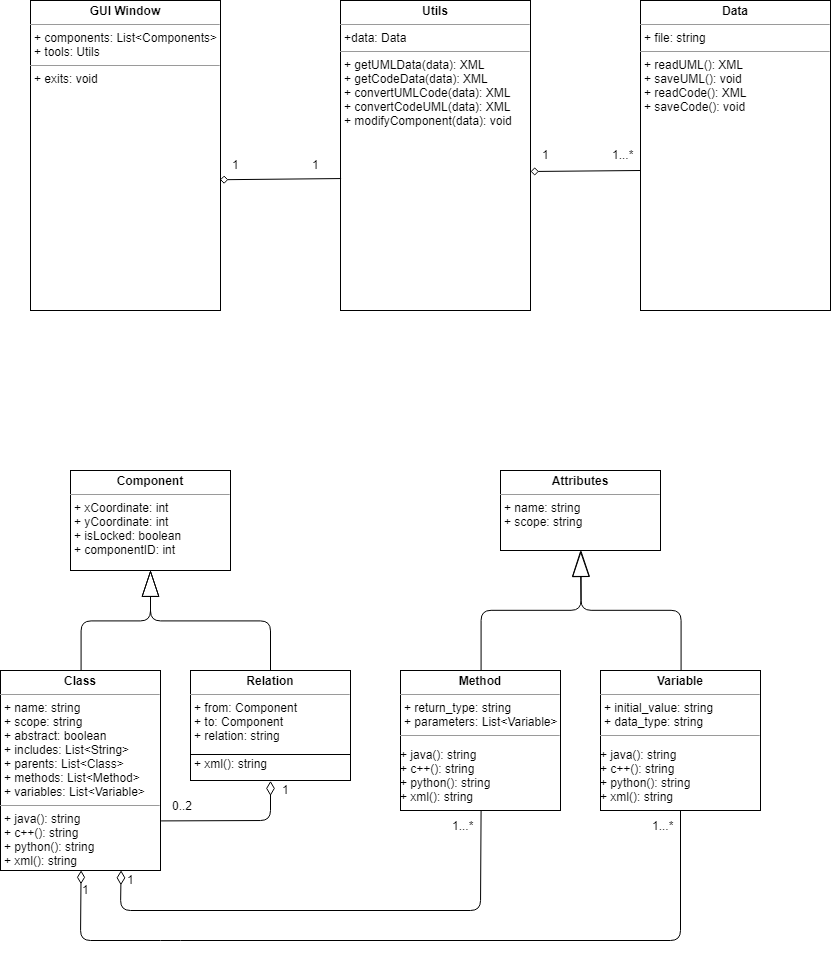 GUI Window
+ components: List<Components>
+ tools: Utils
+ exits: void
Utils
+data: Data
+ getUMLData(data): XML
+ getCodeData(data): XML
+ convertUMLCode(data): XML
+ convertCodeUML(data): XML
+ modifyComponent(data): void
Data
+ file: string
+ readUML(): XML
+ saveUML(): void
+ readCode(): XML
+ saveCode(): void
1
1
1
1...*
Component
+ xCoordinate: int
+ yCoordinate: int
+ isLocked: boolean
+ componentID: int
Attributes
+ name: string
+ scope: string
Class
+ name: string
+ scope: string
+ abstract: boolean
+ includes: List<String>
+ parents: List<Class>
+ methods: List<Method>
+ variables: List<Variable>
+ java(): string
+ c++(): string
+ python(): string
+ xml(): string
Relation
+ from: Component
+ to: Component
+ relation: string
+ xml(): string
Method
+ return_type: string
+ parameters: List<Variable>
+ java(): string
+ c++(): string
+ python(): string
+ xml(): string
Variable
+ initial_value: string
+ data_type: string
+ java(): string
+ c++(): string
+ python(): string
+ xml(): string
0..2
1
1...*
1...*
1
1